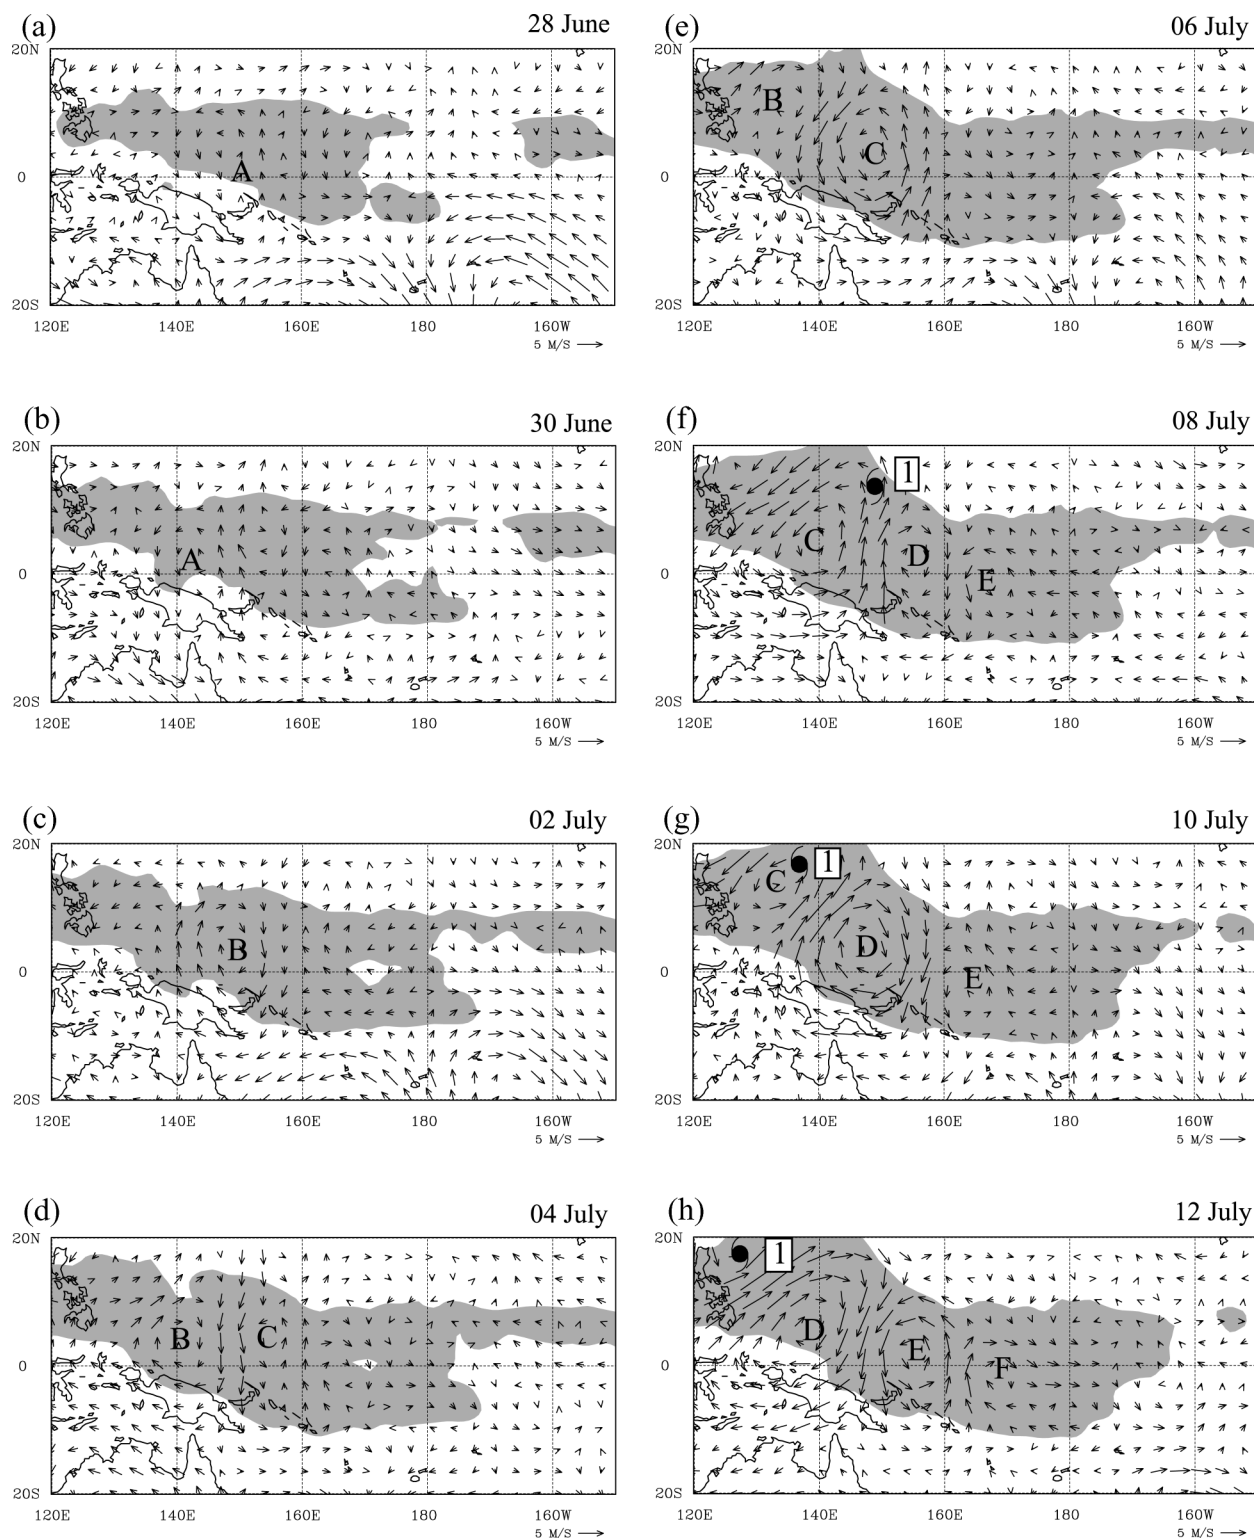 (a)
28 June
20N
0
20S
A
120E 140E 160E 180 160W
5 M/S
(b)
30 June
20N
0
20S
A
120E 140E 160E 180 160W
5 M/S
(c)
02 July
20N
0
20S
B
120E 140E 160E 180 160W
5 M/S
(d)
04 July
20N
0
20S
B C
120E 140E 160E 180 160W
5 M/S
(e)
06 July
20N
0
20S
B
C
120E 140E 160E 180 160W
5 M/S
(f)
08 July
20N
0
20S
1
C D E
120E 140E 160E 180 160W
5 M/S
(g)
10 July
20N
0
20S
1
C D E
120E 140E 160E 180 160W
5 M/S
(h)
12 July
20N
0
20S
1
D E F
120E 140E 160E 180 160W
5 M/S